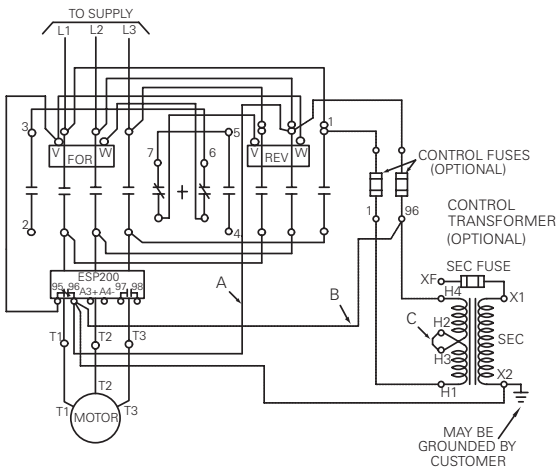 TO SUPPLY
L1 L2 L3
3 V FOR W 7 6 5 V REV W 1
+
2 4
CONTROL FUSES
(OPTIONAL)
1 96
CONTROL
TRANSFORMER
(OPTIONAL)
ESP200
95 96 A3+ A4- 97 98
A
B
C
XF SEC FUSE
H4 X1
H2
SEC
H3
H1 X2
T1 T2 T3
T1 T2 T3
MOTOR
MAY BE
GROUNDED BY
CUSTOMER